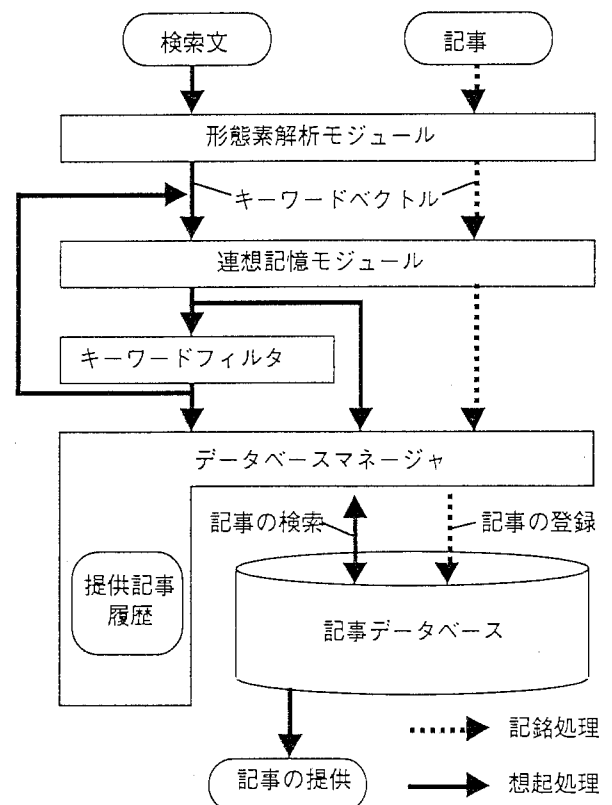 検索文
記事
形態素解析モジュール
キーワードベクトル
連想記憶モジュール
キーワードフィルタ
データベースマネージャ
記事の検索
記事の登録
提供記事
履歴
記事データベース
記銘処理
記事の提供
想起処理